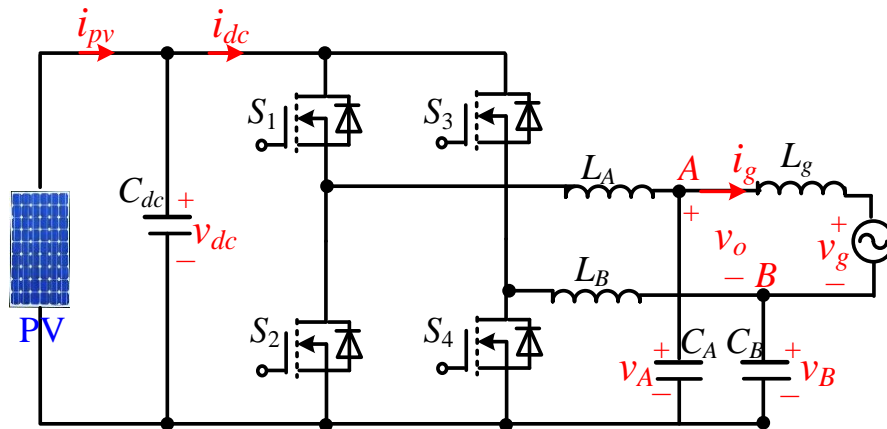 i_pv
i_dc
S_1
S_3
C_dc
+
v_dc
−
PV
L_A
A
i_g
L_g
+
v_o
−
B
+
v_g
−
L_B
S_2
S_4
C_A
C_B
+
v_A
−
+
v_B
−